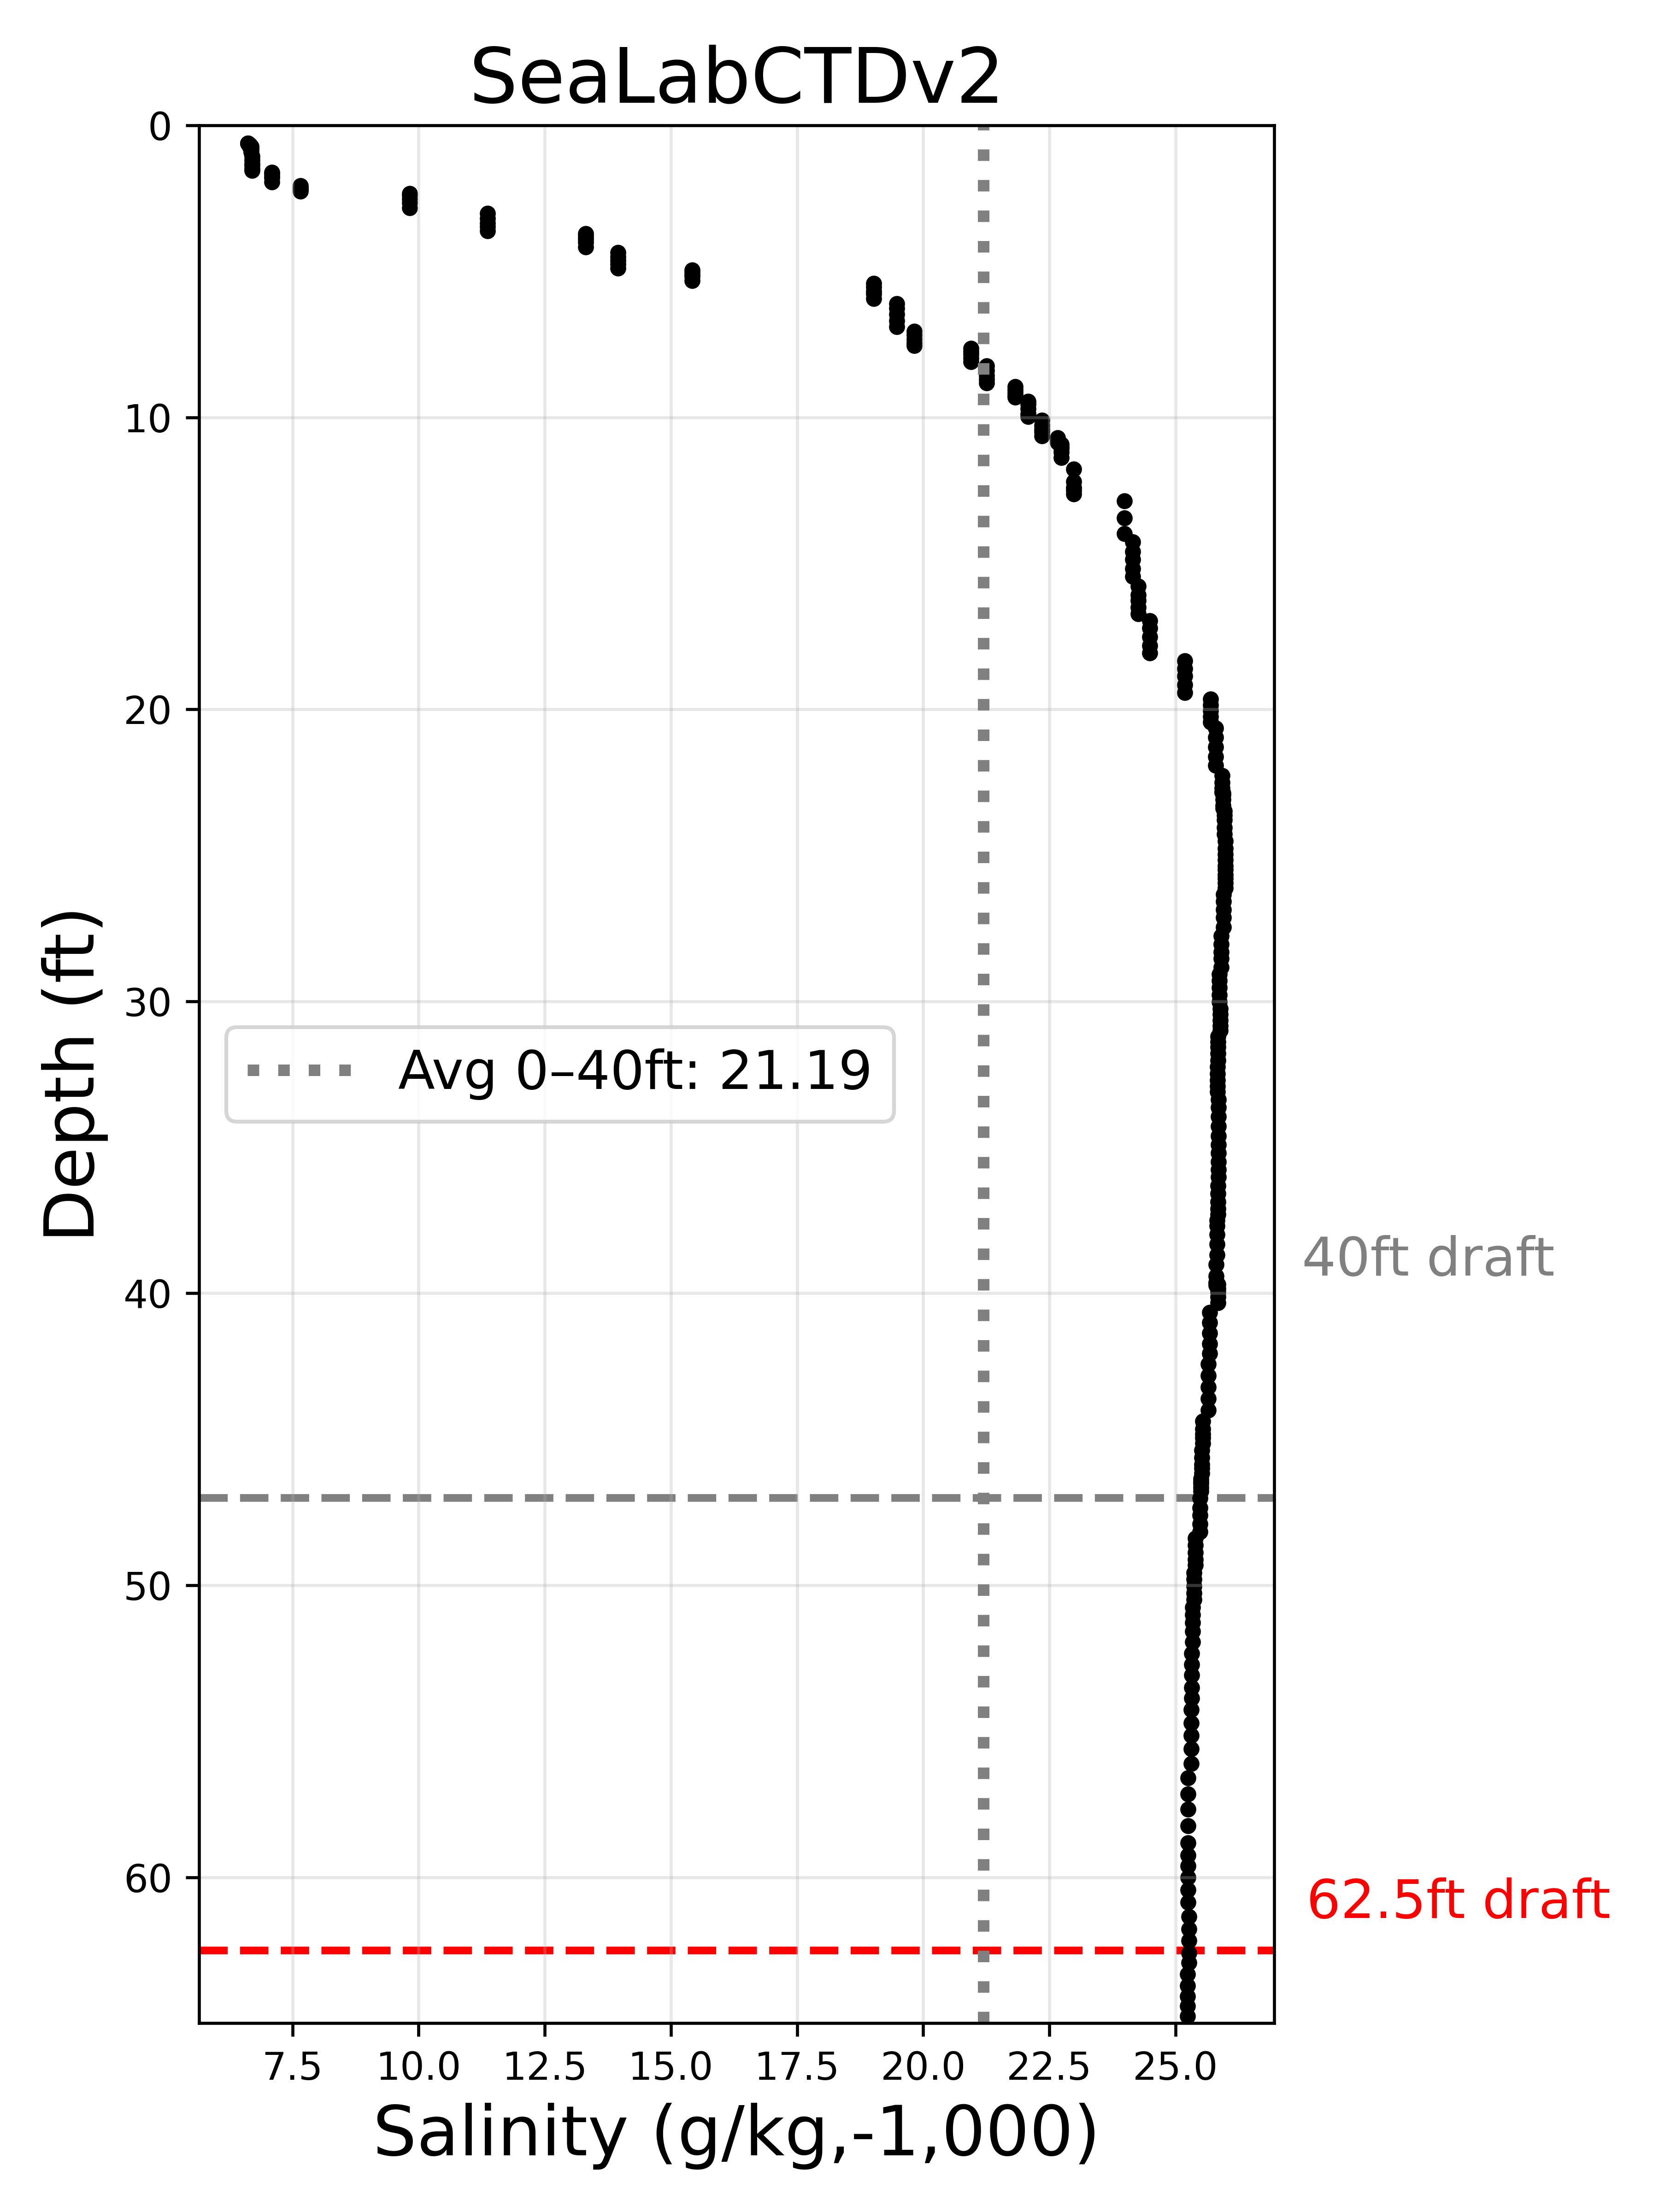 SeaLabCTDv2
0
10
20
30
40
50
60
Depth (ft)
Avg 0–40ft: 21.19
40ft draft
62.5ft draft
7.5 10.0 12.5 15.0 17.5 20.0 22.5 25.0
Salinity (g/kg,-1,000)